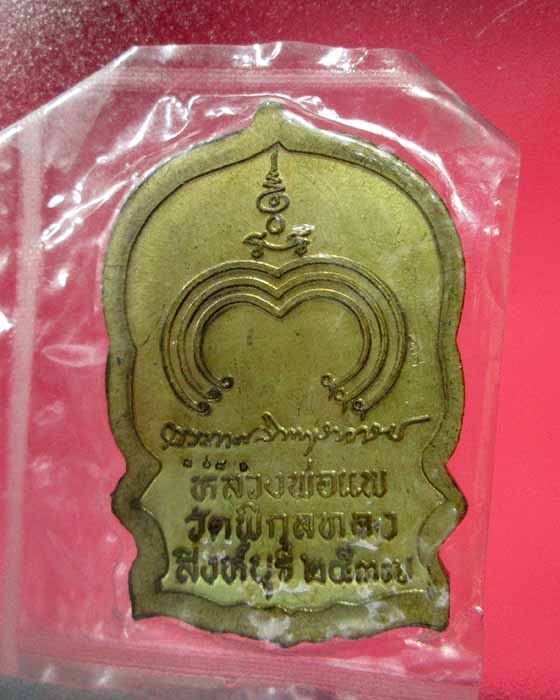 หลวงพ่อแพ
วัดพิกุลทอง
สิงห์บุรี ๒๕๓๗